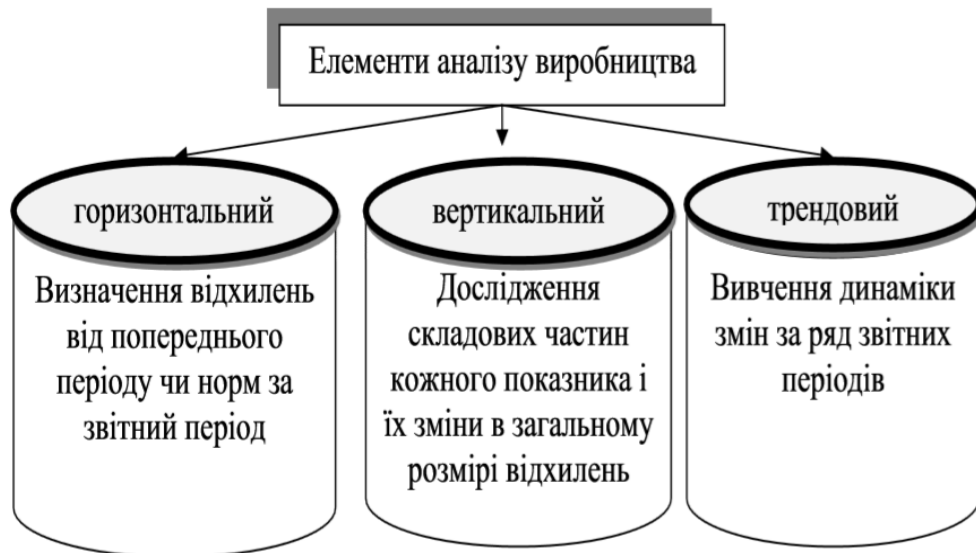 Елементи аналізу виробництва
горизонтальний
Визначення відхилень
від попереднього
періоду чи норм за
звітний період
вертикальний
Дослідження
складових частин
кожного показника і
їх зміни в загальному
розмірі відхилень
трендовий
Вивчення динаміки
змін за ряд звітних
періодів